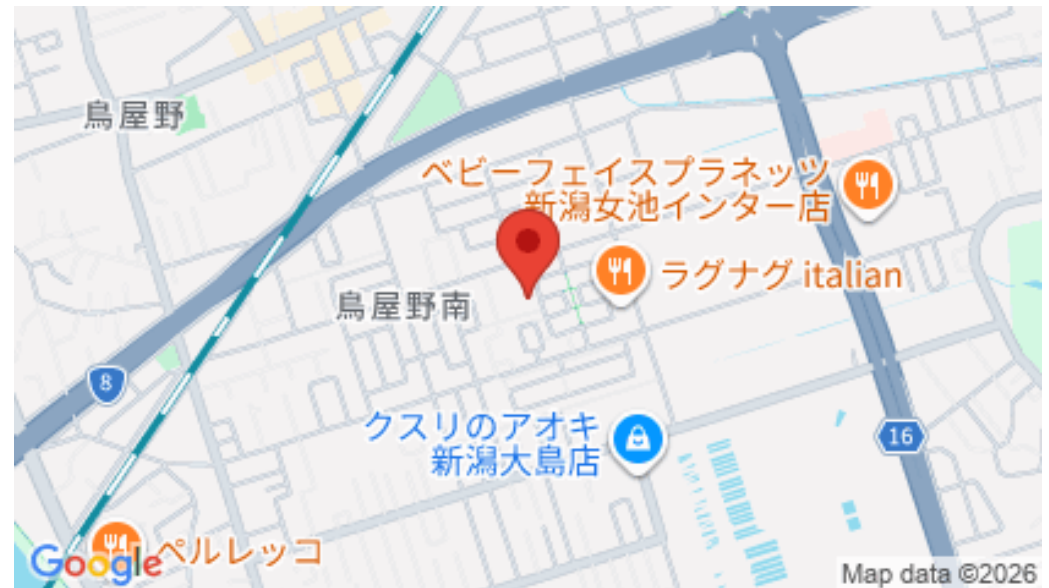 鳥屋野
ベビーフェイスプラネッツ
新潟女池インター店
ラグナグ italian
鳥屋野南
8
クスリのアオキ
新潟大島店
16
ペルレッコ
Google
Map data ©2026